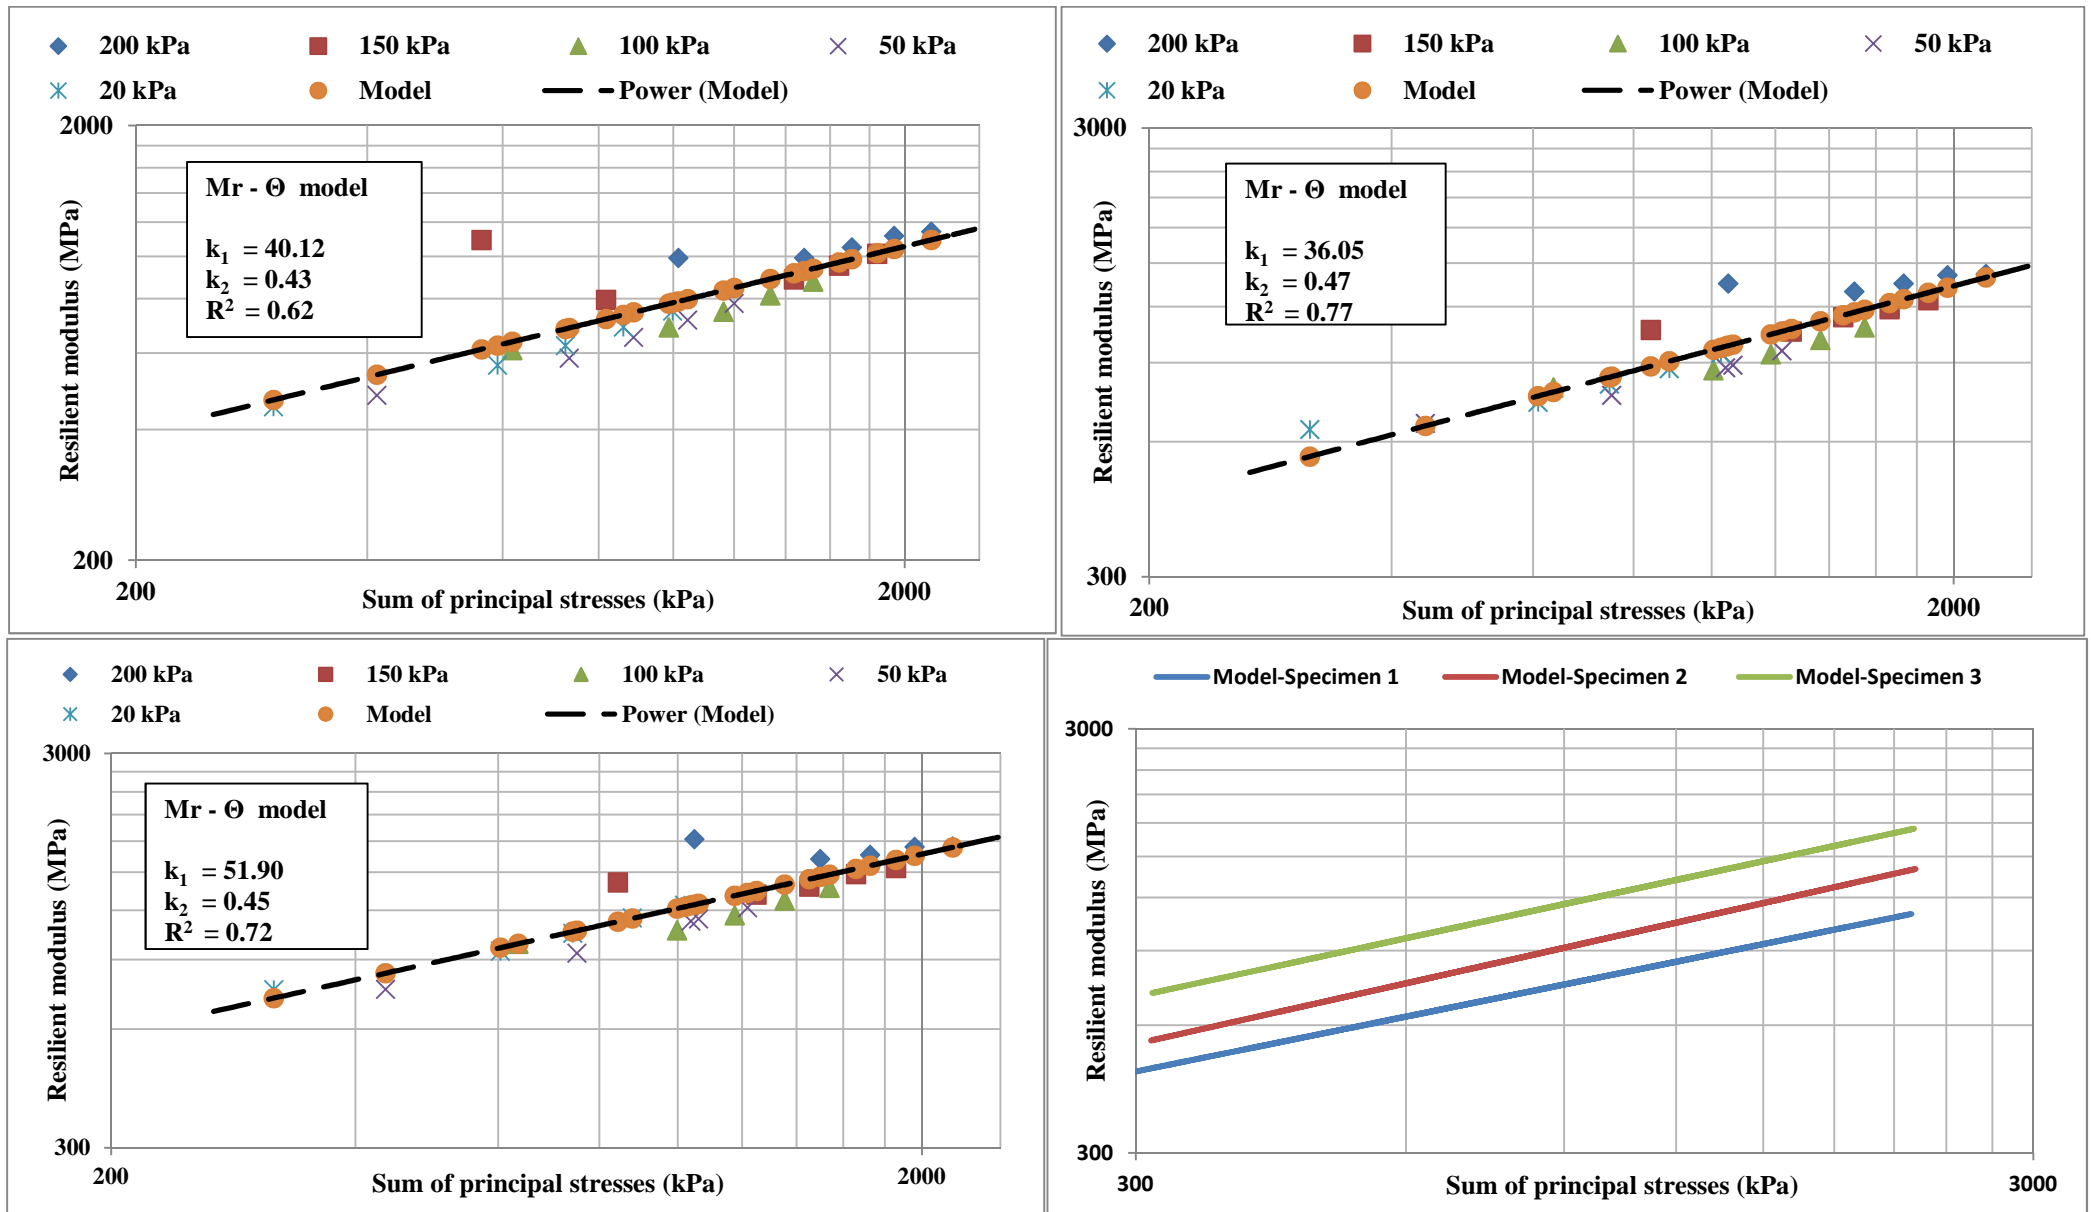 200 kPa 150 kPa 100 kPa 50 kPa
20 kPa Model Power (Model)
2000
Mr - Θ model
k1 = 40.12
k2 = 0.43
R2 = 0.62
Resilient modulus (MPa)
200
200 2000
Sum of principal stresses (kPa)
200 kPa 150 kPa 100 kPa 50 kPa
20 kPa Model Power (Model)
3000
Mr - Θ model
k1 = 36.05
k2 = 0.47
R2 = 0.77
Resilient modulus (MPa)
300
200 2000
Sum of principal stresses (kPa)
200 kPa 150 kPa 100 kPa 50 kPa
20 kPa Model Power (Model)
3000
Mr - Θ model
k1 = 51.90
k2 = 0.45
R2 = 0.72
Resilient modulus (MPa)
300
200 2000
Sum of principal stresses (kPa)
Model-Specimen 1 Model-Specimen 2 Model-Specimen 3
3000
Resilient modulus (MPa)
300
300 3000
Sum of principal stresses (kPa)